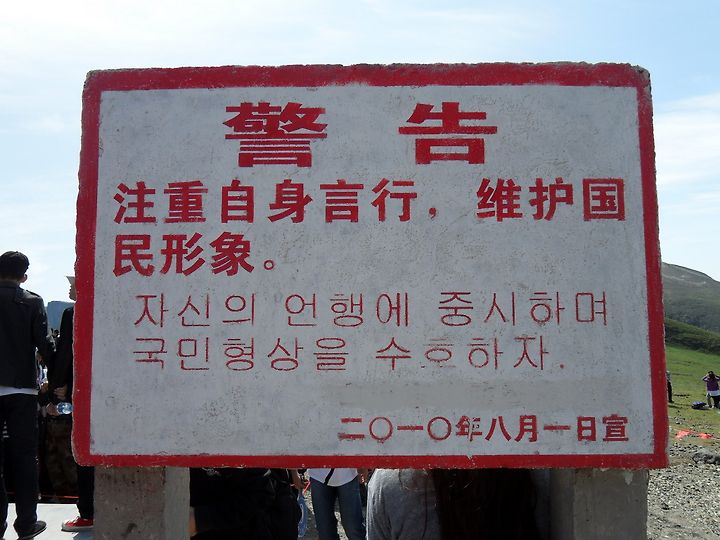 警告
注重自身言行，维护国
民形象。
자신의 언행에 중시하며
국민형상을 수호하자.
二〇一〇年八月一日宣